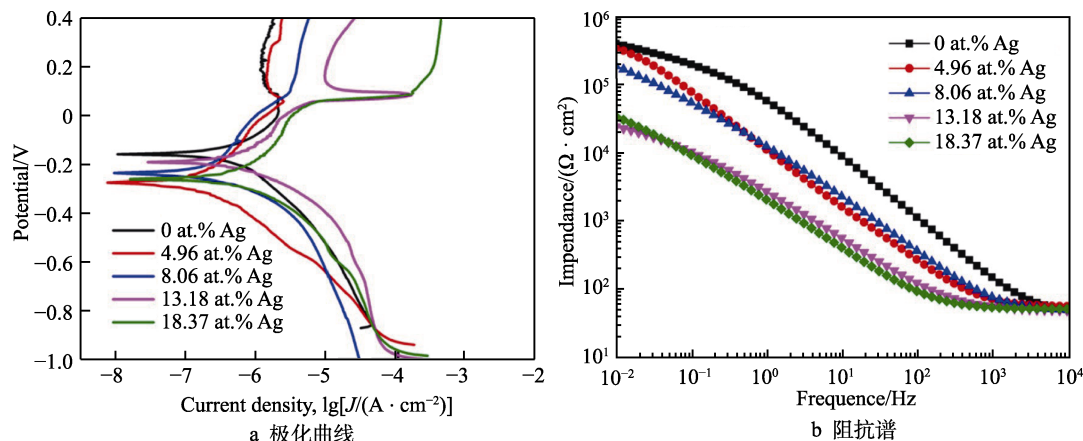 0.4
0.2
0
−0.2
−0.4
−0.6
−0.8
−1.0
Potential/V
0 at.% Ag
4.96 at.% Ag
8.06 at.% Ag
13.18 at.% Ag
18.37 at.% Ag
−8 −7 −6 −5 −4 −3 −2
Current density, lg[J/(A · cm⁻²)]
a 极化曲线
10⁶
10⁵
10⁴
10³
10²
10¹
Impendance/(Ω · cm²)
0 at.% Ag
4.96 at.% Ag
8.06 at.% Ag
13.18 at.% Ag
18.37 at.% Ag
10⁻² 10⁻¹ 10⁰ 10¹ 10² 10³ 10⁴
Frequence/Hz
b 阻抗谱